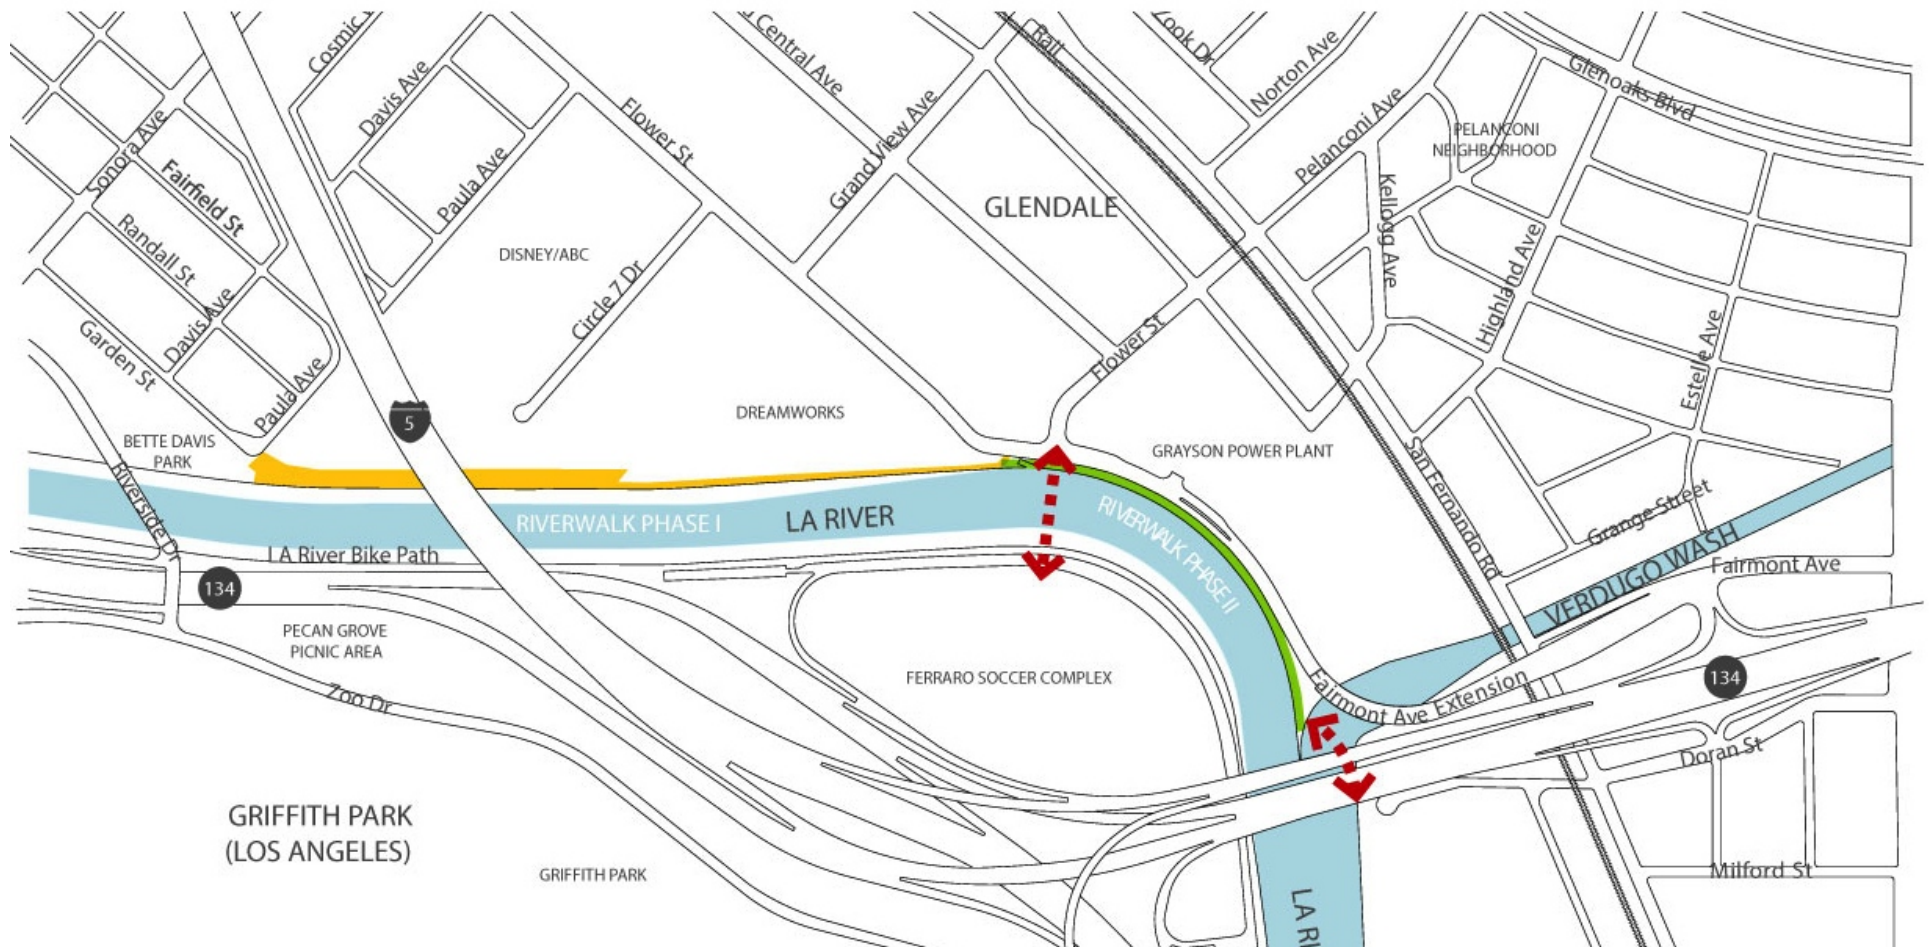 Cosmic
Central Ave
Rail
Zook Dr
Norton Ave
Glenoaks Blvd
Davis Ave
Flower St
Grand View Ave
Pelanconi Ave
PELANCONI
NEIGHBORHOOD
Sonora Ave
Fairfield St
Paula Ave
GLENDALE
Kellogg Ave
Randall St
DISNEY/ABC
Highland Ave
Davis Ave
Circle 7 Dr
Garden St
Flower St
Estelle Ave
Paula Ave
5
DREAMWORKS
BETTE DAVIS
PARK
GRAYSON POWER PLANT
San Fernando Rd
Riverside Dr
RIVERWALK PHASE I
LA RIVER
RIVERWALK PHASE II
Grange Street
VERDUGO WASH
LA River Bike Path
Fairmont Ave
134
PECAN GROVE
PICNIC AREA
FERRARO SOCCER COMPLEX
134
Zoo Dr
Fairmont Ave Extension
Doran St
GRIFFITH PARK
(LOS ANGELES)
GRIFFITH PARK
Milford St
LA RI